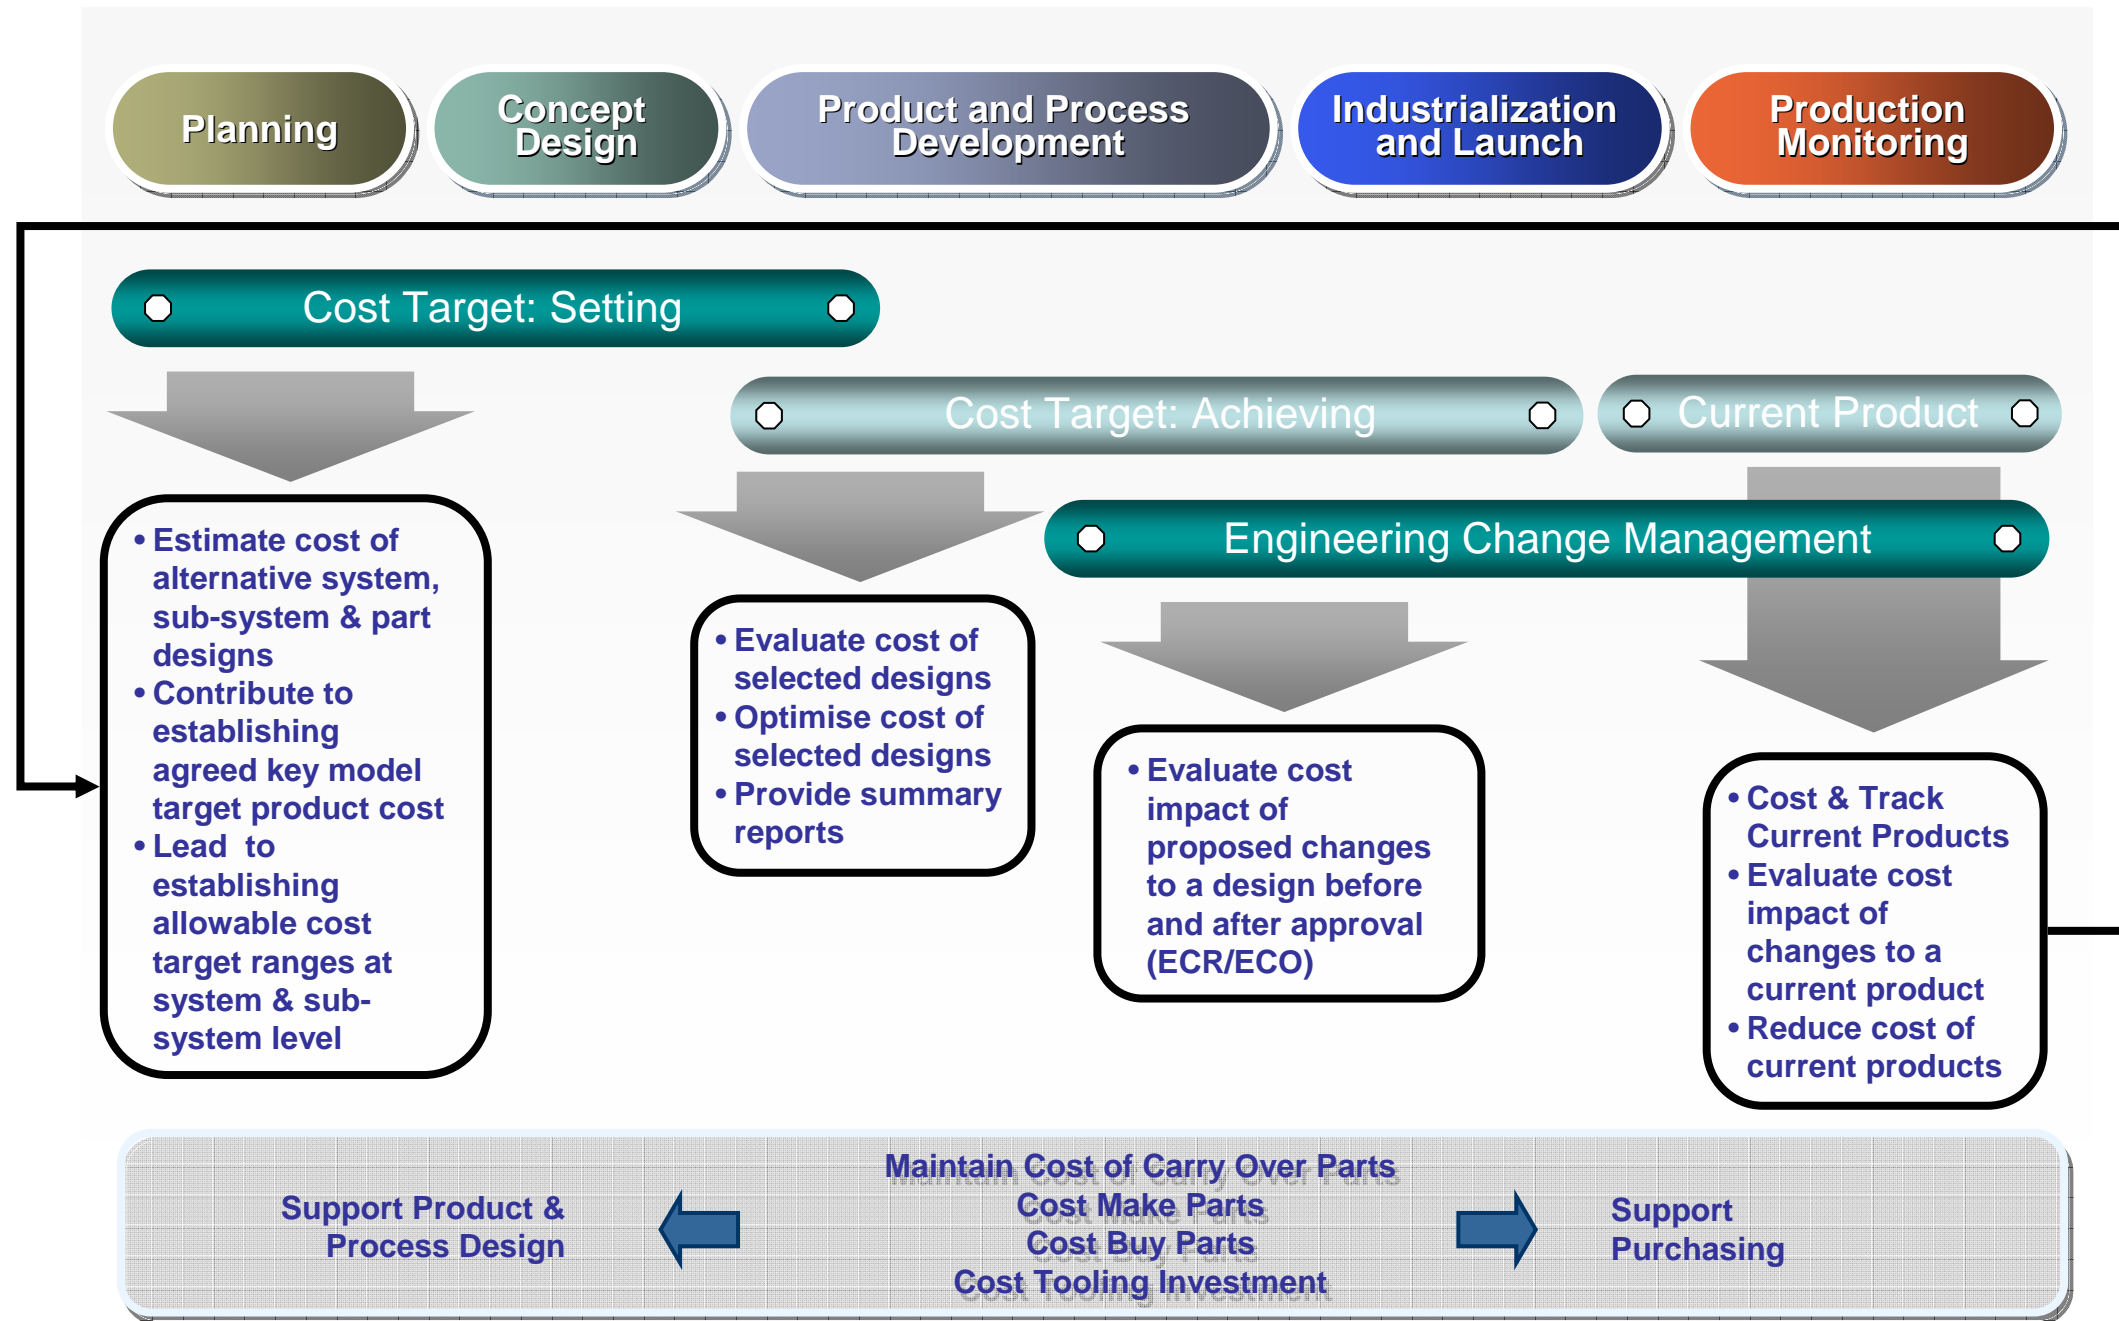 Planning
Concept
Design
Product and Process
Development
Industrialization
and Launch
Production
Monitoring
Cost Target: Setting
Cost Target: Achieving
Current Product
Engineering Change Management
• Estimate cost of
alternative system,
sub-system & part
designs
• Contribute to
establishing
agreed key model
target product cost
• Lead to
establishing
allowable cost
target ranges at
system & sub-
system level
• Evaluate cost of
selected designs
• Optimise cost of
selected designs
• Provide summary
reports
• Evaluate cost
impact of
proposed changes
to a design before
and after approval
(ECR/ECO)
• Cost & Track
Current Products
• Evaluate cost
impact of
changes to a
current product
• Reduce cost of
current products
Support Product &
Process Design
Maintain Cost of Carry Over Parts
Cost Make Parts
Cost Buy Parts
Cost Tooling Investment
Support
Purchasing